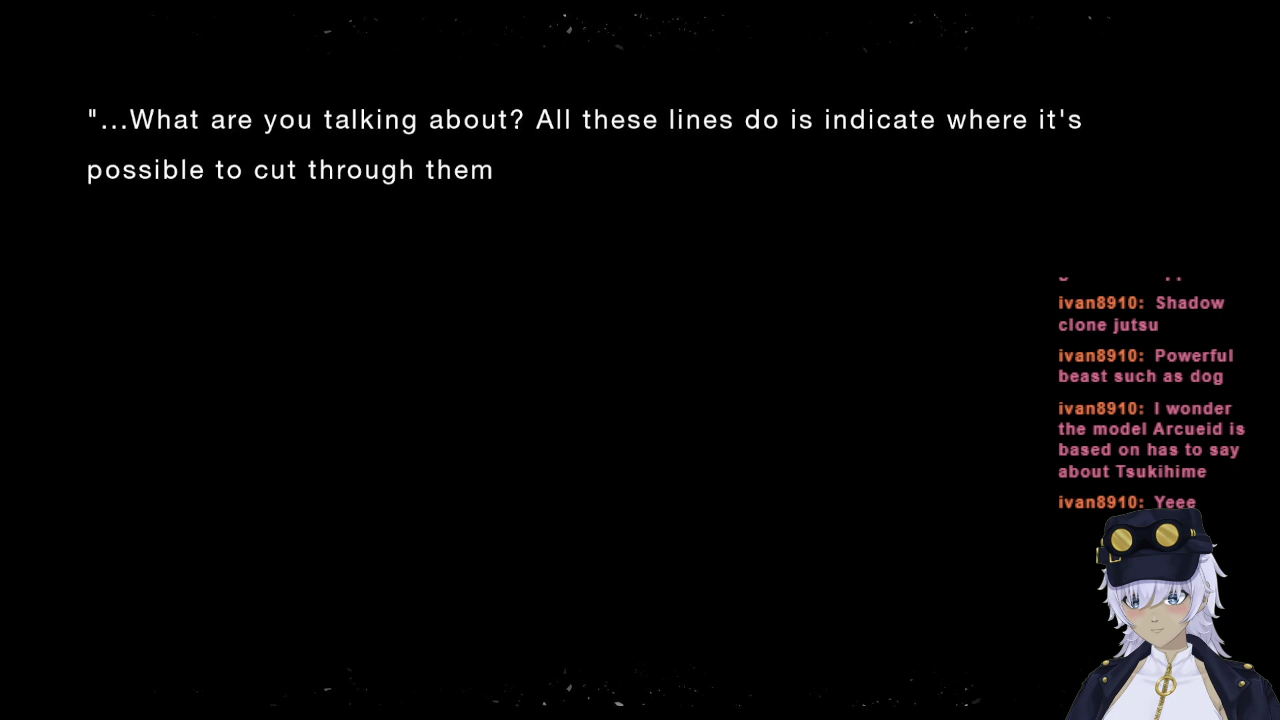 "...What are you talking about? All these lines do is indicate where it's
possible to cut through them
ivan8910: Shadow
clone jutsu
ivan8910: Powerful
beast such as dog
ivan8910: I wonder
the model Arcueid is
based on has to say
about Tsukihime
ivan8910: Yeee